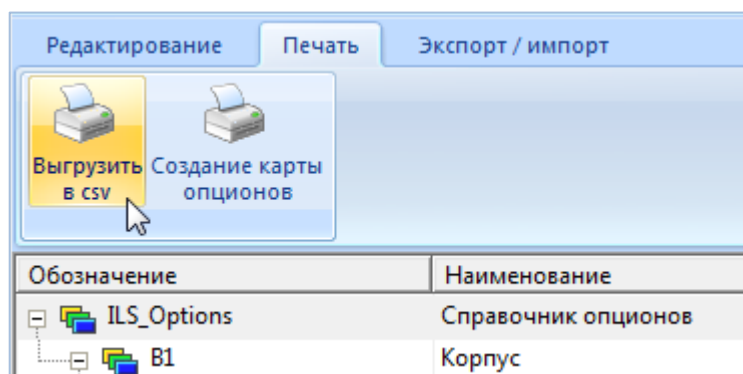 Редактирование Печать Экспорт / импорт
Выгрузить Создание карты
в csv опционов
Обозначение Наименование
ILS_Options Справочник опционов
B1 Корпус